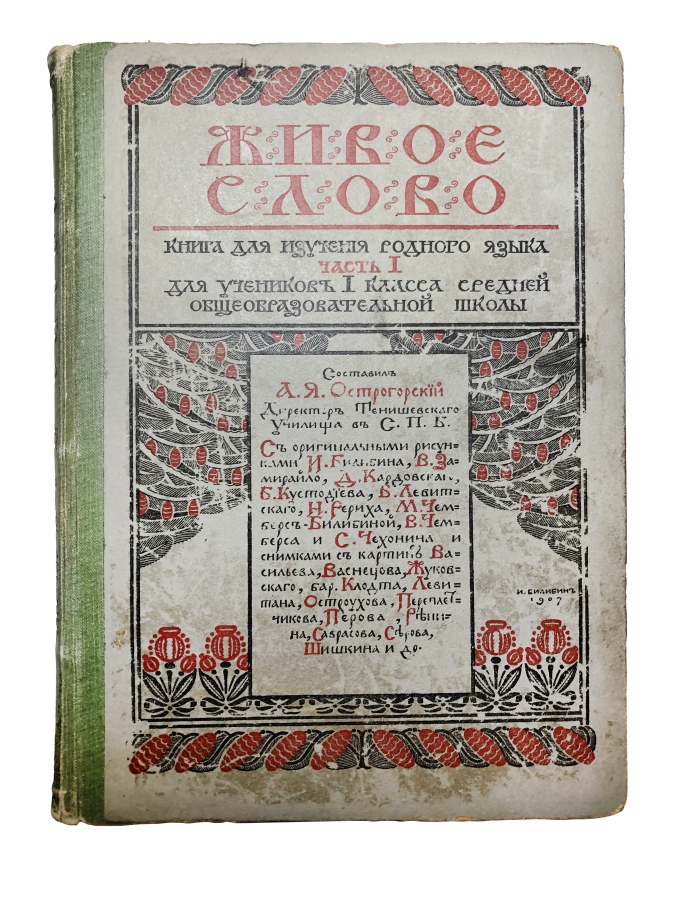 ЖИВОЕ
СЛОВО
КНИГА ДЛЯ ИЗУЧЕНІЯ РОДНОГО ЯЗЫКА
ЧАСТЬ I
ДЛЯ УЧЕНИКОВЪ I КЛАССА СРЕДНЕЙ
ОБЩЕОБРАЗОВАТЕЛЬНОЙ ШКОЛЫ
Составилъ
А. Я. Острогорскій
Директоръ Тенишевскаго
Училища въ С. П. Б.
Съ оригинальными рисун-
ками И. Билибина, В. За-
мирайло, Д. Кардовскаго,
Б. Кустодіева, Б. Левит-
скаго, Н. Рериха, М. Чем-
берсъ-Билибиной, В. Чем-
берса и С. Чехонина и
снимками съ картинъ Ва-
сильева, Васнецова, Жуков-
скаго, бар. Клодта, Леви-
тана, Остроухова, Переплет-
чикова, Перова, Рѣпи-
на, Саврасова, Сѣрова,
Шишкина и др.
И. БИЛИБИНЪ
1907